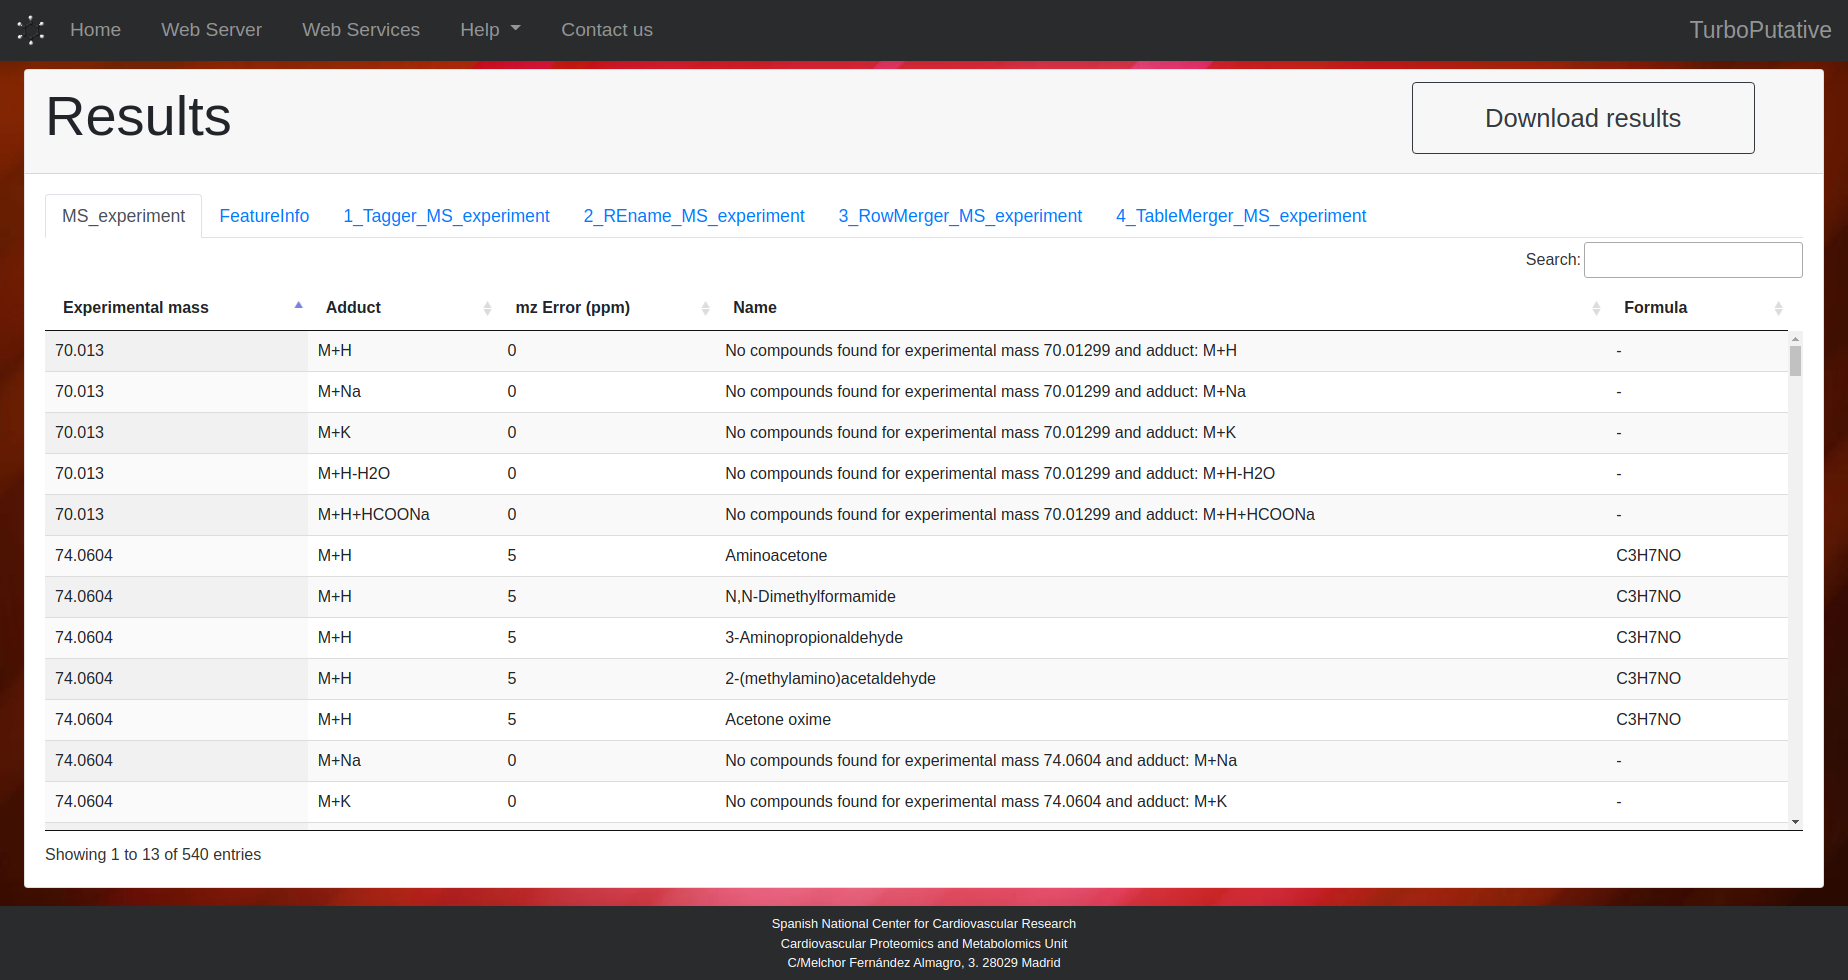 Home Web Server Web Services Help Contact us TurboPutative
Results Download results
MS_experiment FeatureInfo 1_Tagger_MS_experiment 2_REname_MS_experiment 3_RowMerger_MS_experiment 4_TableMerger_MS_experiment
Search:
Experimental mass Adduct mz Error (ppm) Name Formula
70.013 M+H 0 No compounds found for experimental mass 70.01299 and adduct: M+H -
70.013 M+Na 0 No compounds found for experimental mass 70.01299 and adduct: M+Na -
70.013 M+K 0 No compounds found for experimental mass 70.01299 and adduct: M+K -
70.013 M+H-H2O 0 No compounds found for experimental mass 70.01299 and adduct: M+H-H2O -
70.013 M+H+HCOONa 0 No compounds found for experimental mass 70.01299 and adduct: M+H+HCOONa -
74.0604 M+H 5 Aminoacetone C3H7NO
74.0604 M+H 5 N,N-Dimethylformamide C3H7NO
74.0604 M+H 5 3-Aminopropionaldehyde C3H7NO
74.0604 M+H 5 2-(methylamino)acetaldehyde C3H7NO
74.0604 M+H 5 Acetone oxime C3H7NO
74.0604 M+Na 0 No compounds found for experimental mass 74.0604 and adduct: M+Na -
74.0604 M+K 0 No compounds found for experimental mass 74.0604 and adduct: M+K -
Showing 1 to 13 of 540 entries
Spanish National Center for Cardiovascular Research
Cardiovascular Proteomics and Metabolomics Unit
C/Melchor Fernández Almagro, 3. 28029 Madrid